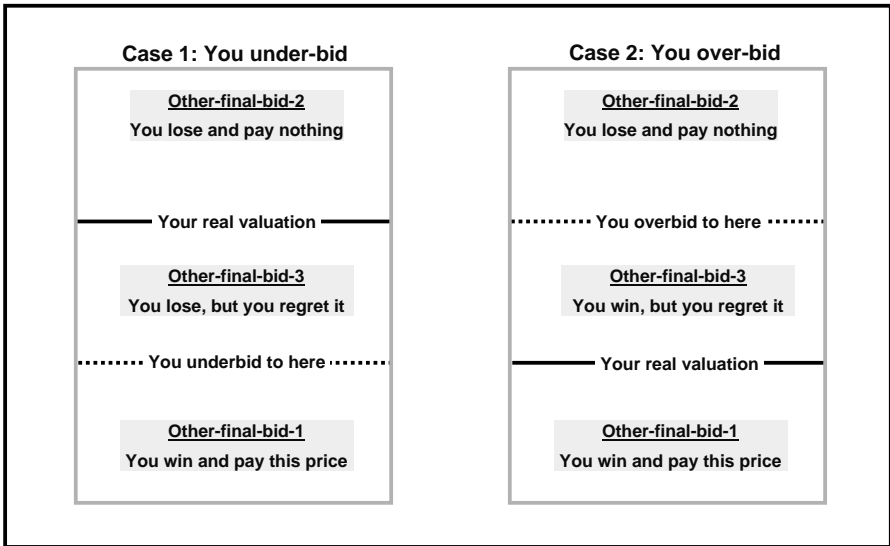 Case 1: You under-bid
Other-final-bid-2
You lose and pay nothing
Your real valuation
Other-final-bid-3
You lose, but you regret it
You underbid to here
Other-final-bid-1
You win and pay this price
Case 2: You over-bid
Other-final-bid-2
You lose and pay nothing
You overbid to here
Other-final-bid-3
You win, but you regret it
Your real valuation
Other-final-bid-1
You win and pay this price